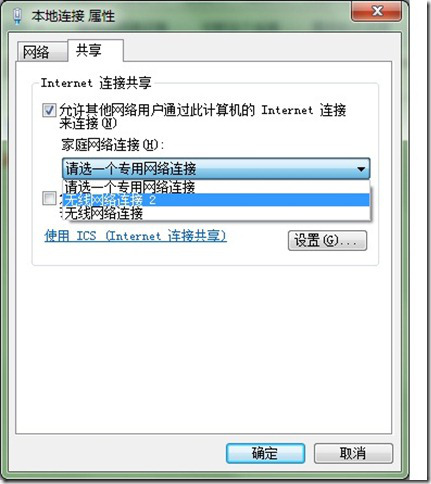 本地连接 属性
网络
共享
Internet 连接共享
允许其他网络用户通过此计算机的 Internet 连接
来连接(N)
家庭网络连接(H):
请选一个专用网络连接
请选一个专用网络连接
无线网络连接 2
无线网络连接
使用 ICS (Internet 连接共享)
设置(G)...
确定
取消